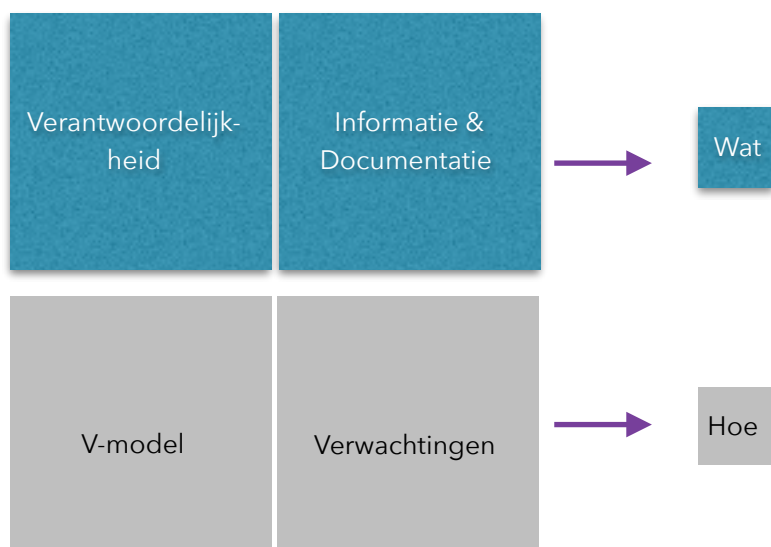 Verantwoordelijk-
heid
Informatie &
Documentatie
Wat
V-model
Verwachtingen
Hoe